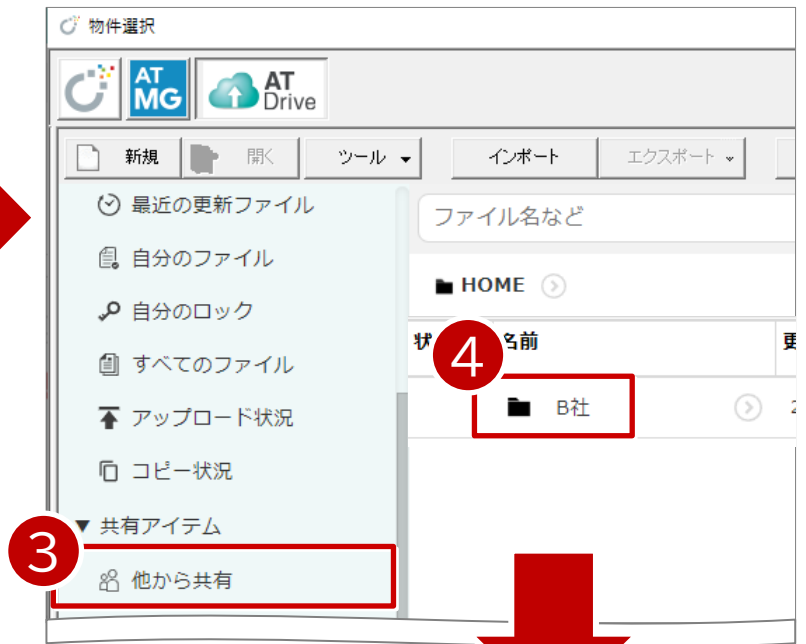 物件選択
AT
MG
AT
Drive
新規 開く ツール インポート エクスポート
最近の更新ファイル
自分のファイル
自分のロック
すべてのファイル
アップロード状況
コピー状況
▼ 共有アイテム
3
他から共有
ファイル名など
HOME
状 名前 更
4
B社
2